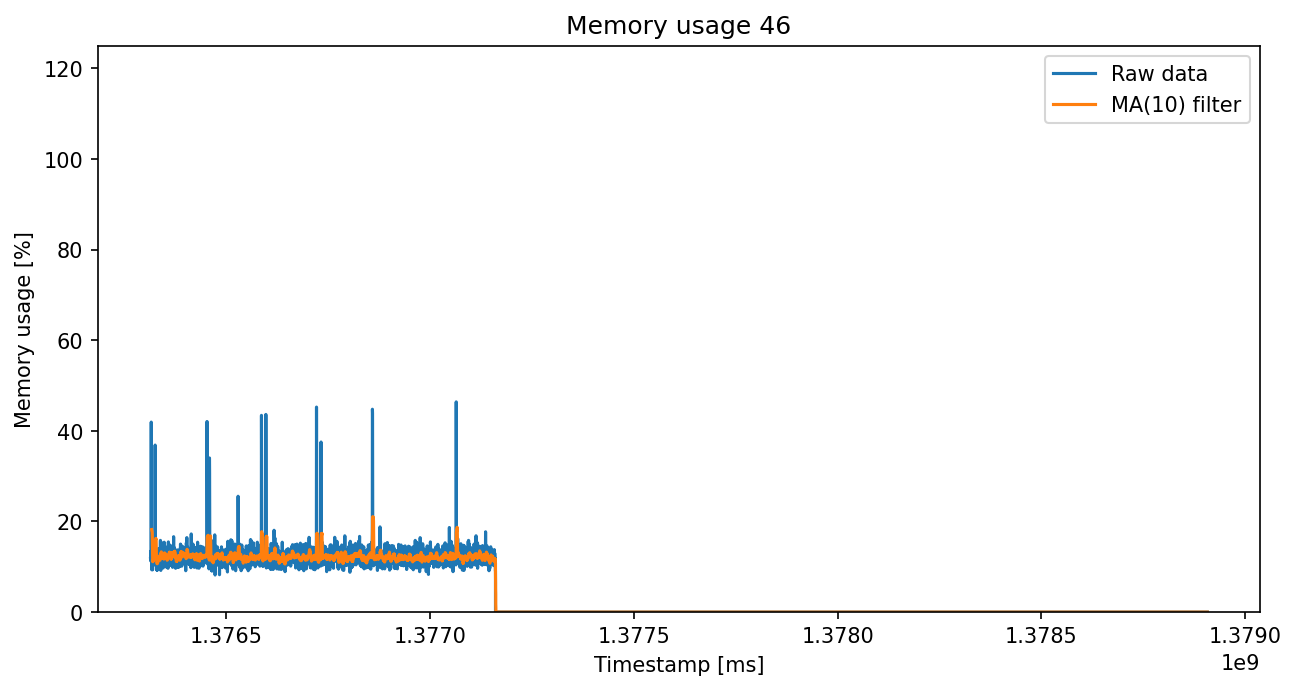 Memory usage 46
Raw data
MA(10) filter
Memory usage [%]
120
100
80
60
40
20
0
1.3765 1.3770 1.3775 1.3780 1.3785 1.3790
1e9
Timestamp [ms]